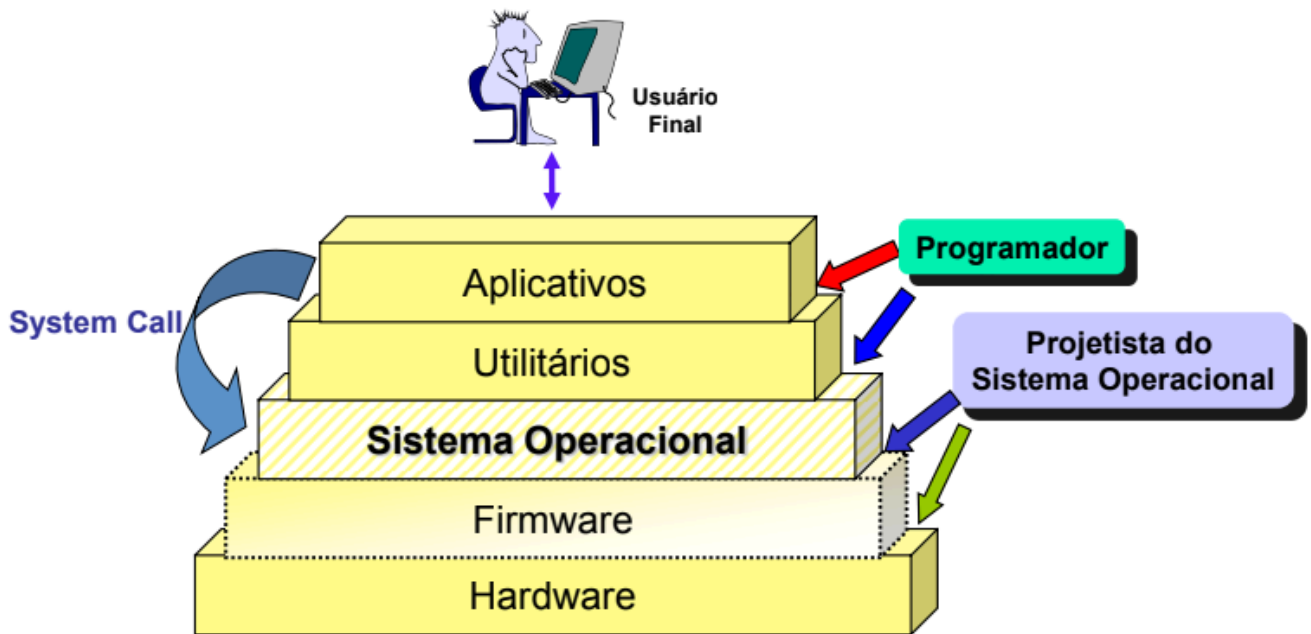 Usuário
Final
Aplicativos
Programador
System Call
Utilitários
Projetista do
Sistema Operacional
Sistema Operacional
Firmware
Hardware